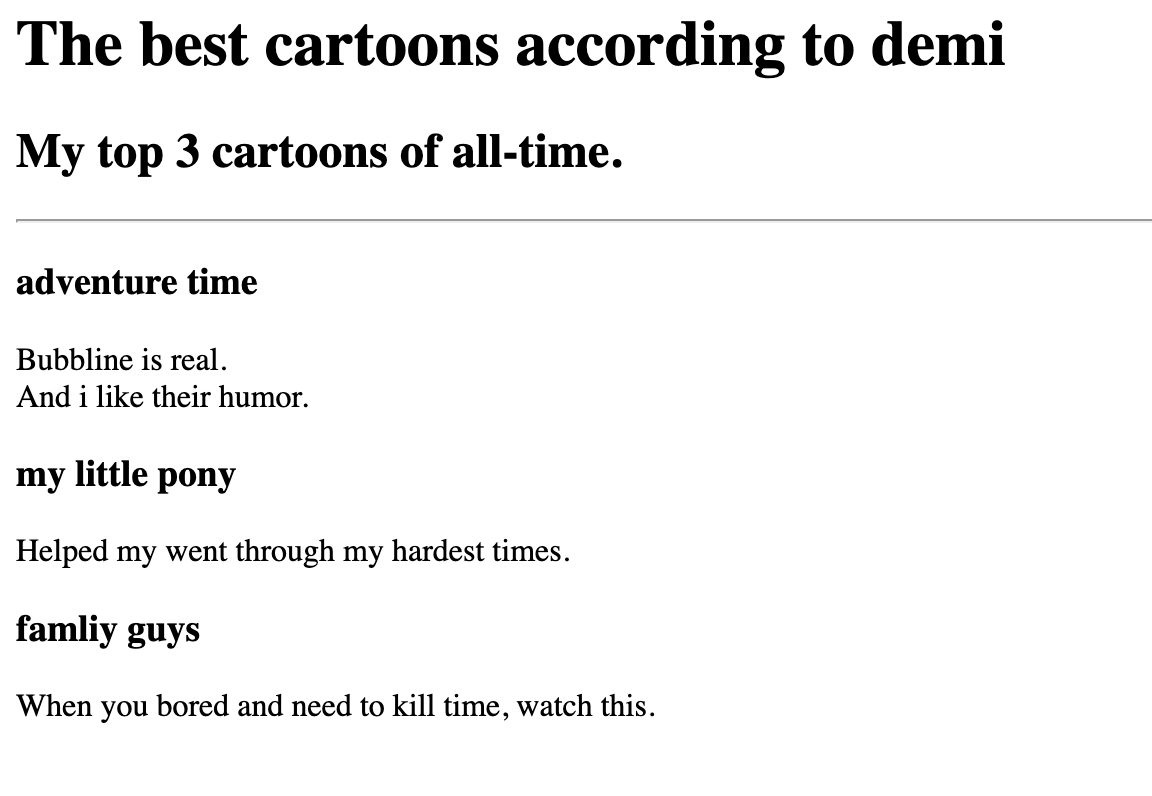 The best cartoons according to demi
My top 3 cartoons of all-time.
adventure time
Bubbline is real.
And i like their humor.
my little pony
Helped my went through my hardest times.
famliy guys
When you bored and need to kill time, watch this.